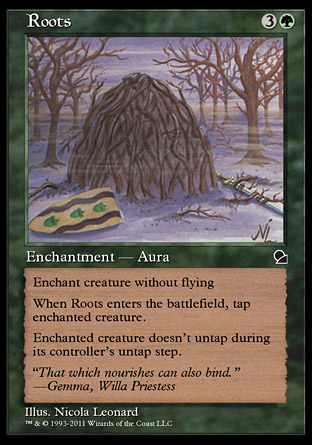 Roots 3
Enchantment — Aura
Enchant creature without flying
When Roots enters the battlefield, tap
enchanted creature.
Enchanted creature doesn't untap during
its controller's untap step.
"That which nourishes can also bind."
—Gemma, Willa Priestess
Illus. Nicola Leonard
™ & © 1993-2011 Wizards of the Coast LLC